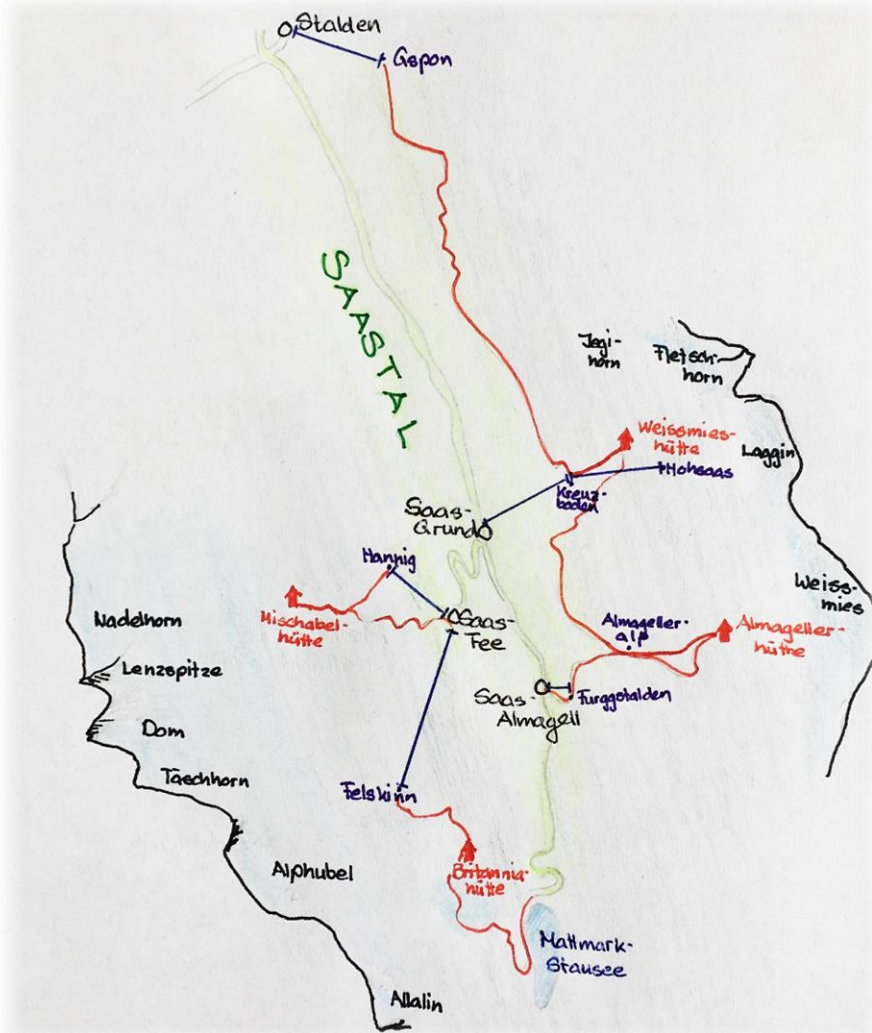 Stalden
Gspon
SAASTAL
Jegi-
horn
Fletsch-
horn
Weissmies-
hütte
Laggin
Hohsaas
Kreuz-
boden
Saas-
Grund
Hannig
Weiss-
mies
Mischabel-
hütte
Saas-
Fee
Almageller-
alp
Almageller-
hütte
Nadelhorn
Lenzspitze
Saas-
Almagell
Furggstalden
Dom
Täschhorn
Felskinn
Alphubel
Britannia-
hütte
Mattmark-
Stausee
Allalin